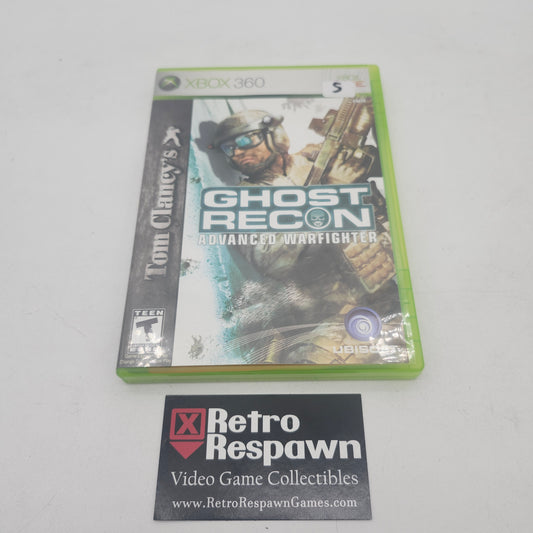 XBOX 360
S
Tom Clancy's
GHOST
RECON
ADVANCED WARFIGHTER
TEEN
T
UBISOFT
Retro
Respawn
Video Game Collectibles
www.RetroRespawnGames.com